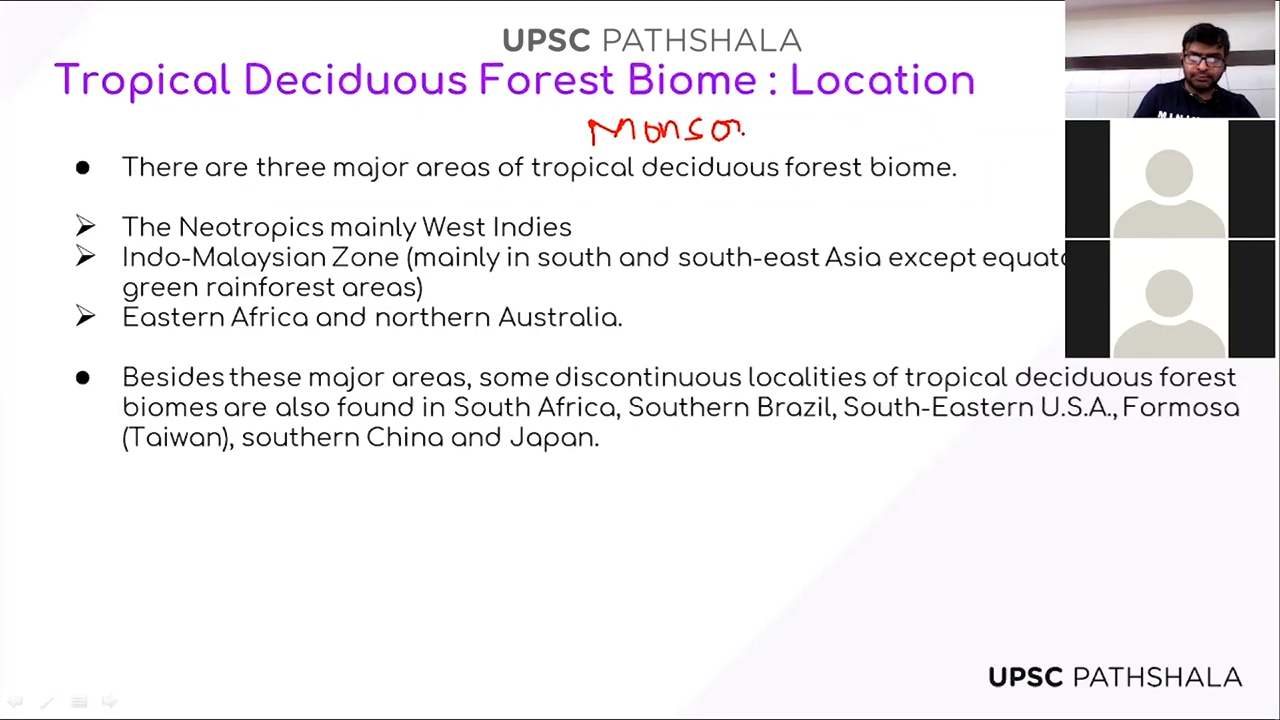 UPSC PATHSHALA
Tropical Deciduous Forest Biome : Location
● There are three major areas of tropical deciduous forest biome.
➢ The Neotropics mainly West Indies
➢ Indo-Malaysian Zone (mainly in south and south-east Asia except
green rainforest areas)
➢ Eastern Africa and northern Australia.
● Besides these major areas, some discontinuous localities of tropical deciduous forest
biomes are also found in South Africa, Southern Brazil, South-Eastern U.S.A., Formosa
(Taiwan), southern China and Japan.
UPSC PATHSHALA